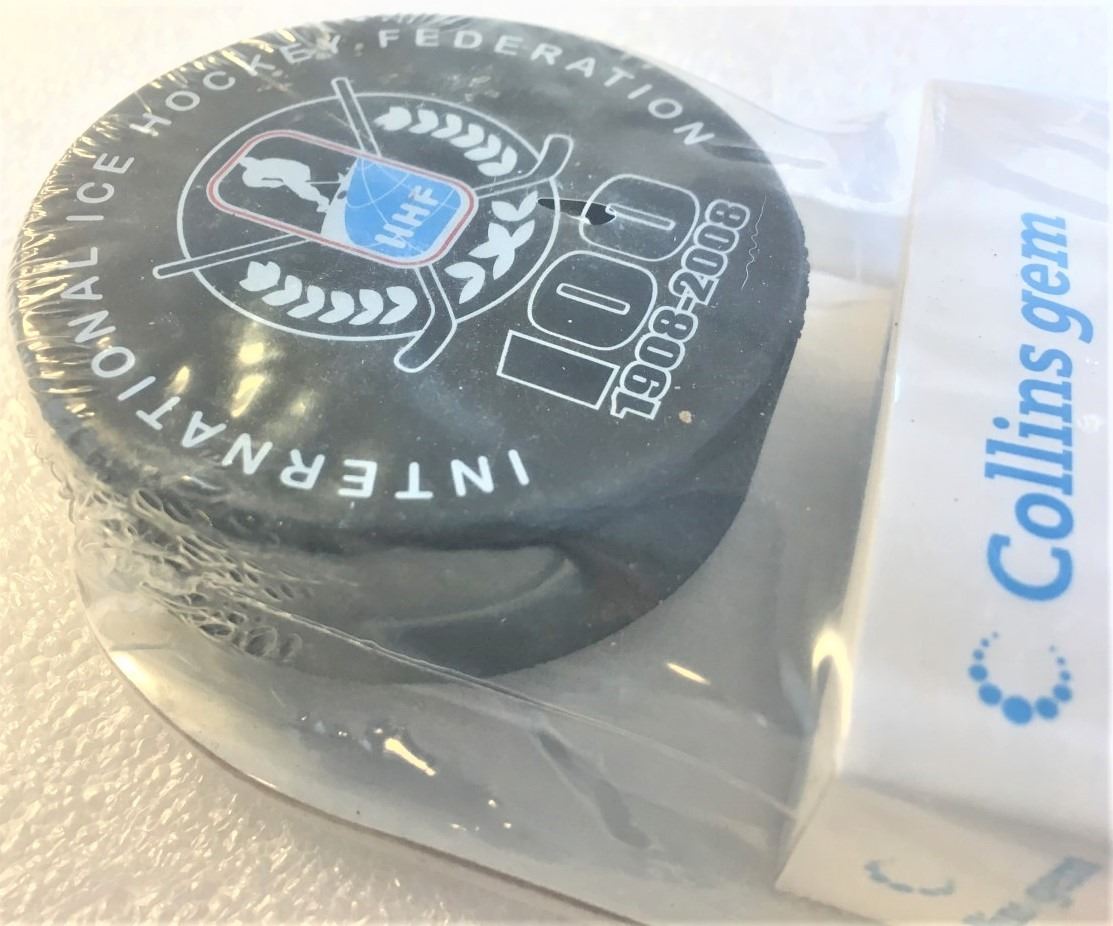 INTERNATIONAL ICE HOCKEY FEDERATION
IIHF
100
1908-2008
Collins gem